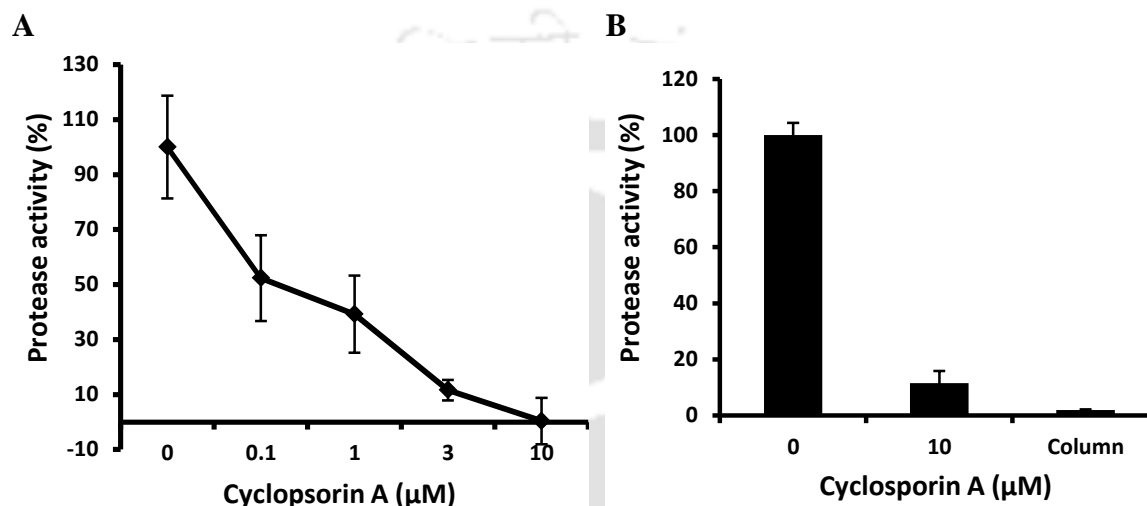 A
130
110
90
70
50
30
10
-10
Protease activity (%)
0 0.1 1 3 10
Cyclopsorin A (µM)
B
120
100
80
60
40
20
0
Protease activity (%)
0 10 Column
Cyclosporin A (µM)